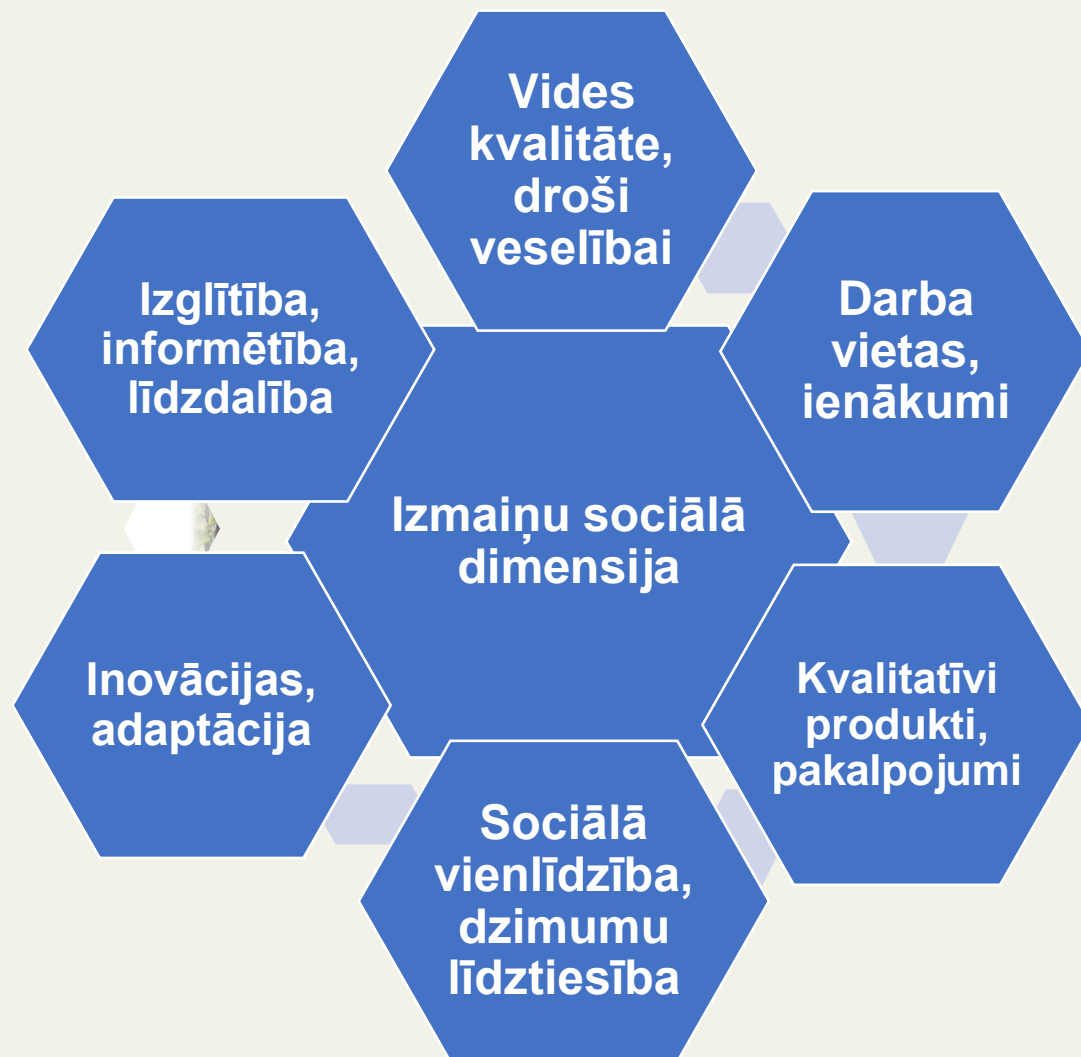 Vides
kvalitāte,
droši
veselībai
Izglītība,
informētība,
līdzdalība
Darba
vietas,
ienākumi
Izmaiņu sociālā
dimensija
Inovācijas,
adaptācija
Kvalitatīvi
produkti,
pakalpojumi
Sociālā
vienlīdzība,
dzimumu
līdztiesība